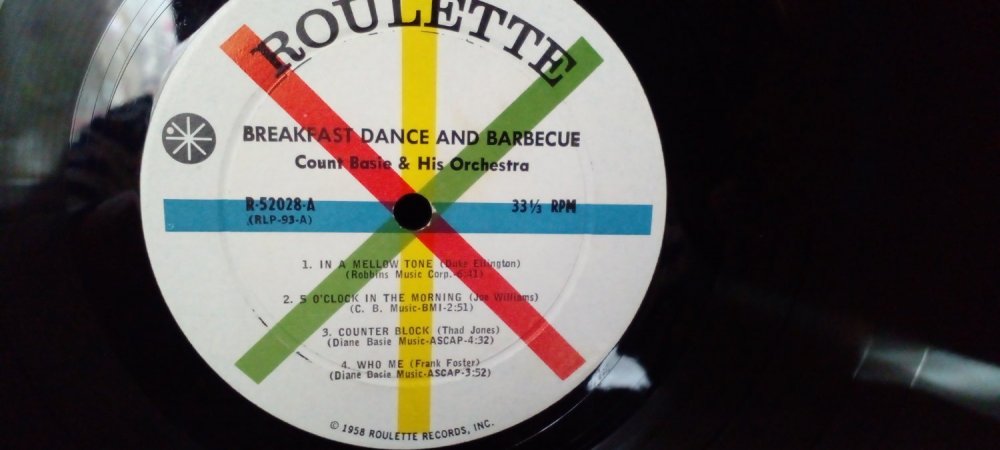 ROULETTE
BREAKFAST DANCE AND BARBECUE
Count Basie & His Orchestra
R-52028-A 33⅓ RPM
(RLP-93-A)
1. IN A MELLOW TONE (Duke Ellington)
(Robbins Music Corp.-6:41)
2. 5 O'CLOCK IN THE MORNING (Joe Williams)
(C. B. Music-BMI-2:51)
3. COUNTER BLOCK (Thad Jones)
(Diane Basie Music-ASCAP-4:32)
4. WHO ME (Frank Foster)
(Diane Basie Music-ASCAP-3:52)
© 1958 ROULETTE RECORDS, INC.